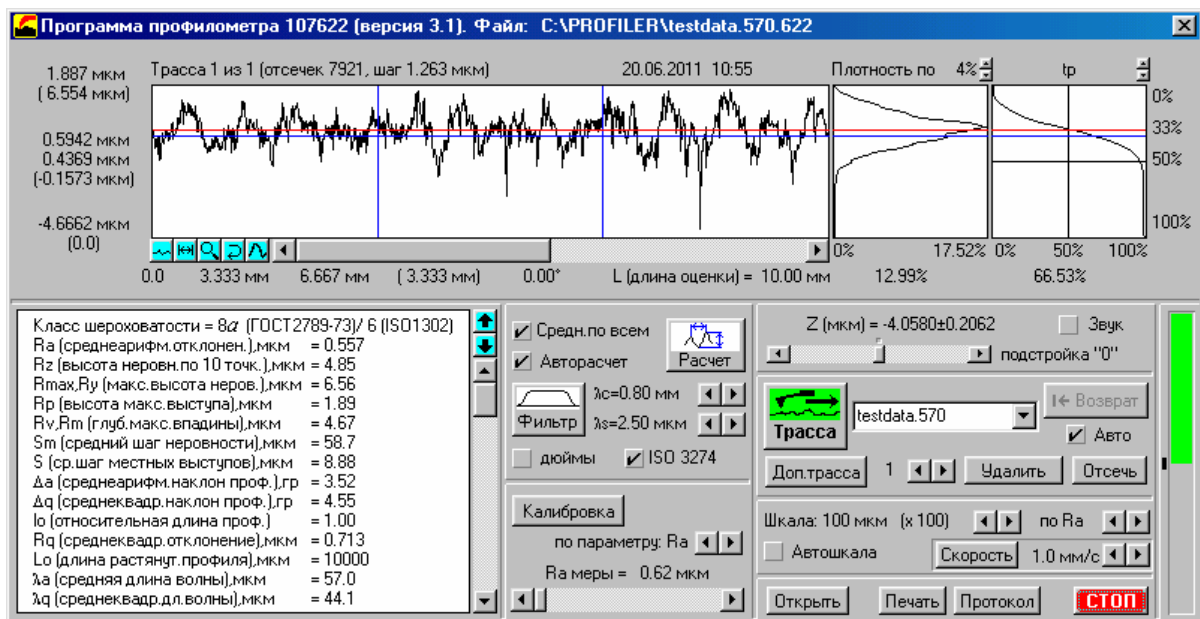 Программа профилометра 107622 (версия 3.1). Файл: C:\PROFILER\testdata.570.622
Трасса 1 из 1 (отсечек 7921, шаг 1.263 мкм) 20.06.2011 10:55 Плотность по 4% tp
1.887 мкм
( 6.554 мкм)
0.5942 мкм
0.4369 мкм
(-0.1573 мкм)
-4.6662 мкм
(0.0)
0%
33%
50%
100%
0% 17.52% 0% 50% 100%
0.0 3.333 мм 6.667 мм ( 3.333 мм) 0.00° L (длина оценки) = 10.00 мм 12.99% 66.53%
Класс шероховатости = 8а (ГОСТ2789-73)/ 6 (ISO1302)
Ra (среднеарифм.отклонен.),мкм = 0.557
Rz (высота неровн.по 10 точк.),мкм = 4.85
Rmax,Ry (макс.высота неров.),мкм = 6.56
Rp (высота макс.выступа),мкм = 1.89
Rv,Rm (глуб.макс.впадины),мкм = 4.67
Sm (средний шаг неровности),мкм = 58.7
S (ср.шаг местных выступов),мкм = 8.88
Δa (среднеарифм.наклон проф.),гр = 3.52
Δq (среднеквадр.наклон проф.),гр = 4.55
lo (относительная длина проф.) = 1.00
Rq (среднеквадр.отклонение),мкм = 0.713
Lo (длина растянут.профиля),мкм = 10000
λa (средняя длина волны),мкм = 57.0
λq (среднеквад.дл.волны),мкм = 44.1
Средн.по всем
Авторасчет
Расчет
Фильтр
λc=0.80 мм
λs=2.50 мкм
дюймы ISO 3274
Калибровка
по параметру: Ra
Ra меры = 0.62 мкм
Z (мкм) = -4.0580±0.2062 Звук
подстройка "0"
Трасса
testdata.570
Возврат
Авто
Доп.трасса 1 Удалить Отсечь
Шкала: 100 мкм (x 100) по Ra
Автошкала Скорость 1.0 мм/с
Открыть Печать Протокол СТОП